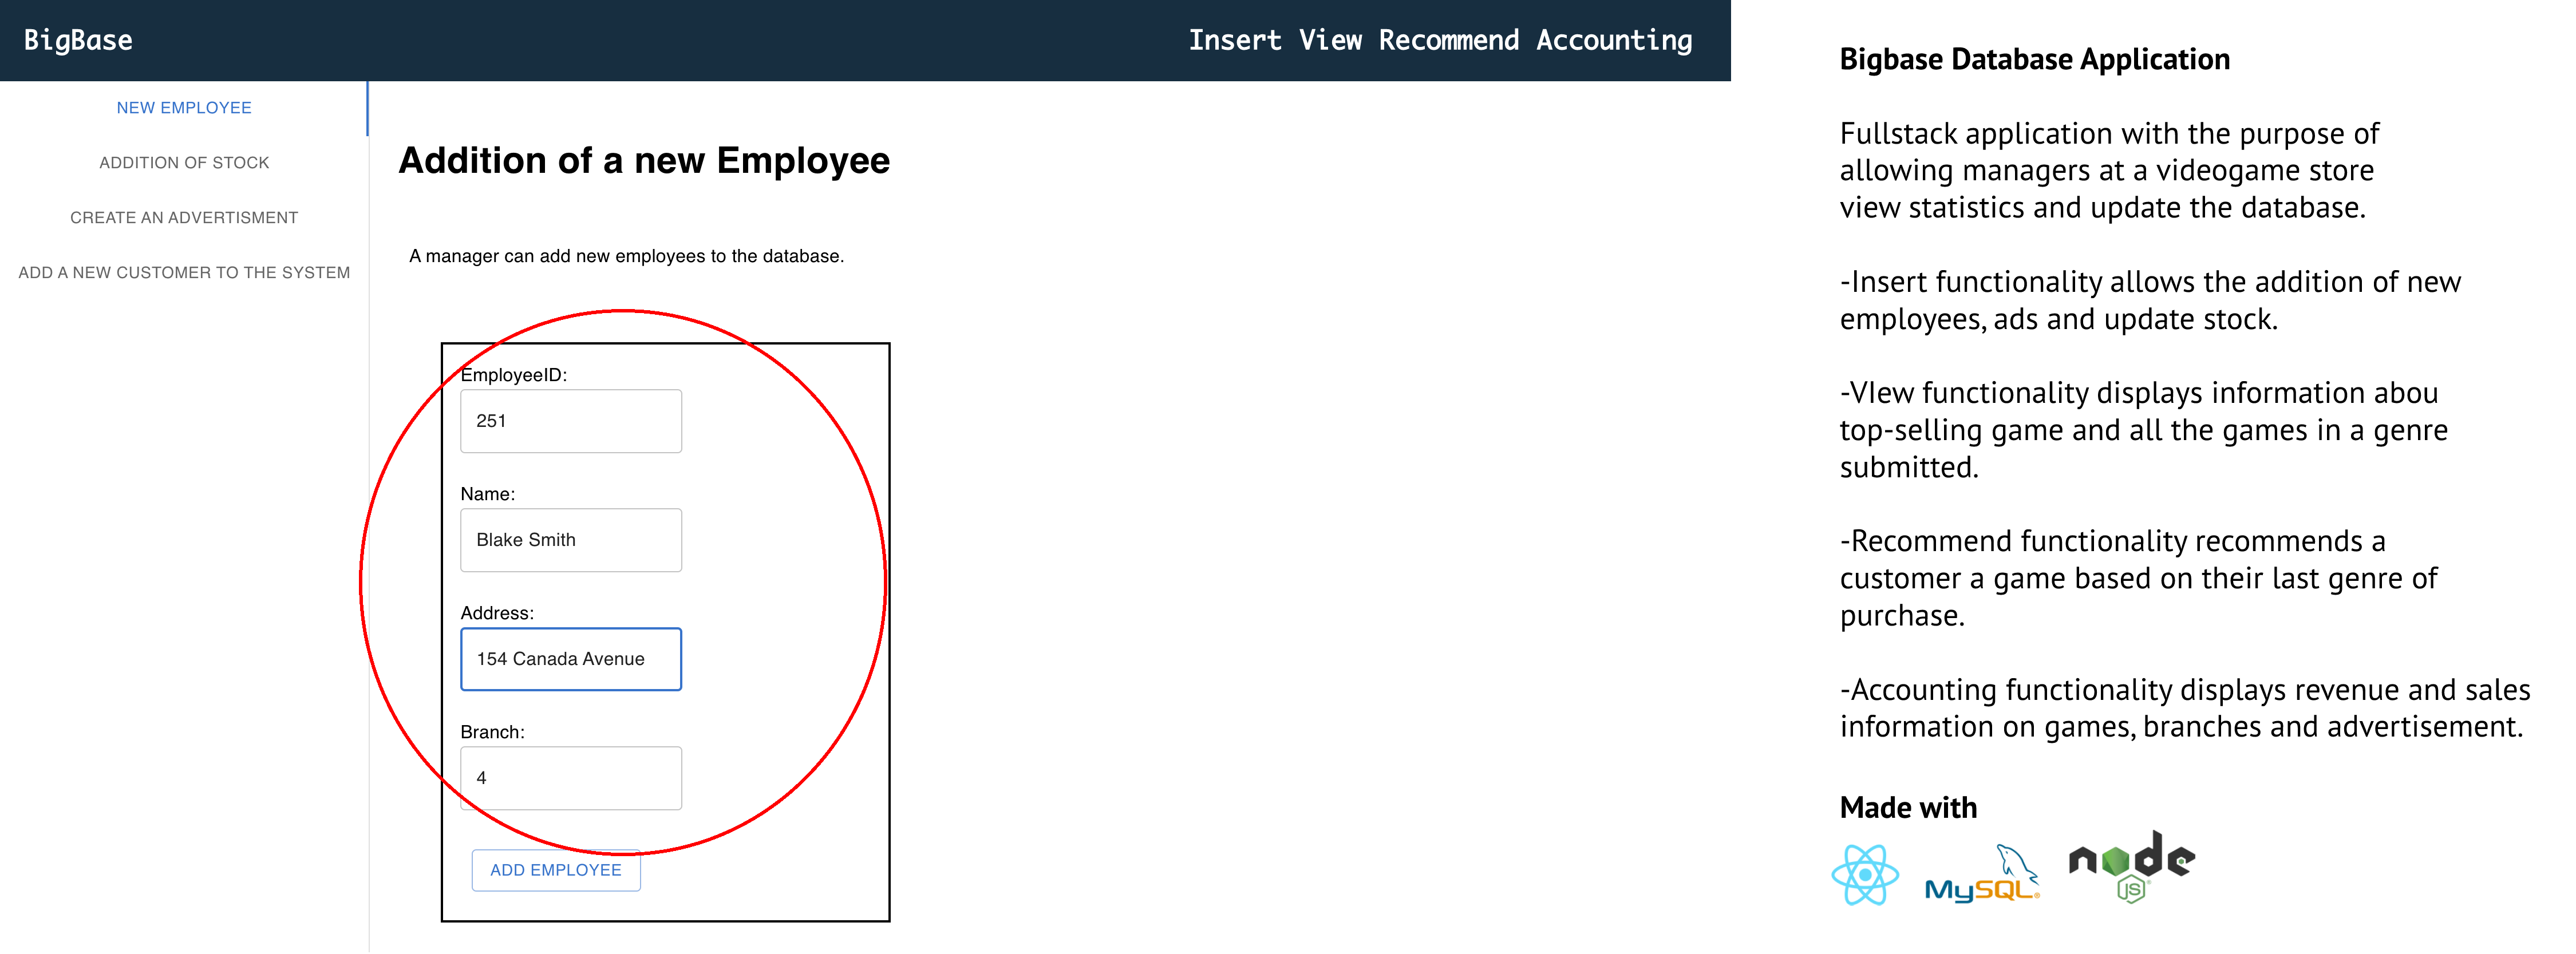 BigBase
Insert View Recommend Accounting
NEW EMPLOYEE
ADDITION OF STOCK
CREATE AN ADVERTISMENT
ADD A NEW CUSTOMER TO THE SYSTEM
Addition of a new Employee
A manager can add new employees to the database.
EmployeeID:
251
Name:
Blake Smith
Address:
154 Canada Avenue
Branch:
4
ADD EMPLOYEE
Bigbase Database Application
Fullstack application with the purpose of
allowing managers at a videogame store
view statistics and update the database.
-Insert functionality allows the addition of new
employees, ads and update stock.
-VIew functionality displays information abou
top-selling game and all the games in a genre
submitted.
-Recommend functionality recommends a
customer a game based on their last genre of
purchase.
-Accounting functionality displays revenue and sales
information on games, branches and advertisement.
Made with
MySQL®
node
JS®